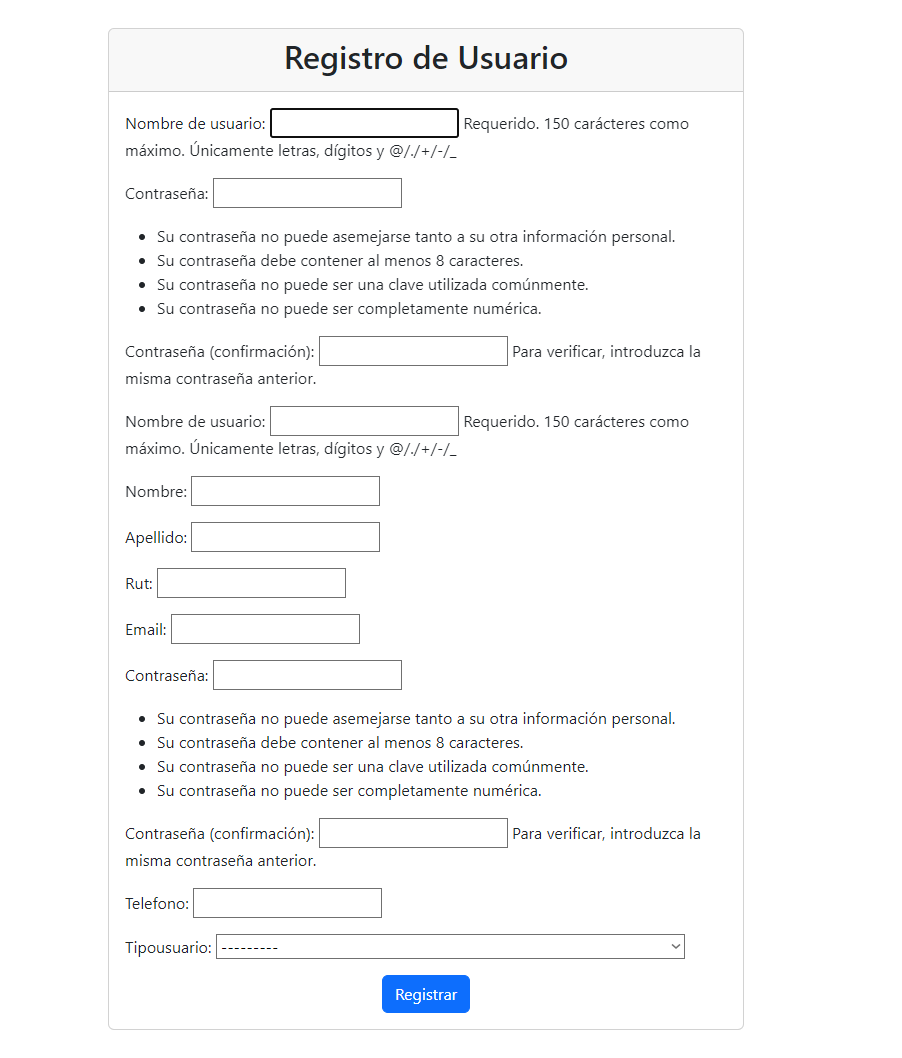 Registro de Usuario
Nombre de usuario: Requerido. 150 carácteres como
máximo. Únicamente letras, dígitos y @/./+/-/_
Contraseña:
• Su contraseña no puede asemejarse tanto a su otra información personal.
• Su contraseña debe contener al menos 8 caracteres.
• Su contraseña no puede ser una clave utilizada comúnmente.
• Su contraseña no puede ser completamente numérica.
Contraseña (confirmación): Para verificar, introduzca la
misma contraseña anterior.
Nombre de usuario: Requerido. 150 carácteres como
máximo. Únicamente letras, dígitos y @/./+/-/_
Nombre:
Apellido:
Rut:
Email:
Contraseña:
• Su contraseña no puede asemejarse tanto a su otra información personal.
• Su contraseña debe contener al menos 8 caracteres.
• Su contraseña no puede ser una clave utilizada comúnmente.
• Su contraseña no puede ser completamente numérica.
Contraseña (confirmación): Para verificar, introduzca la
misma contraseña anterior.
Telefono:
Tipousuario: ---------
Registrar